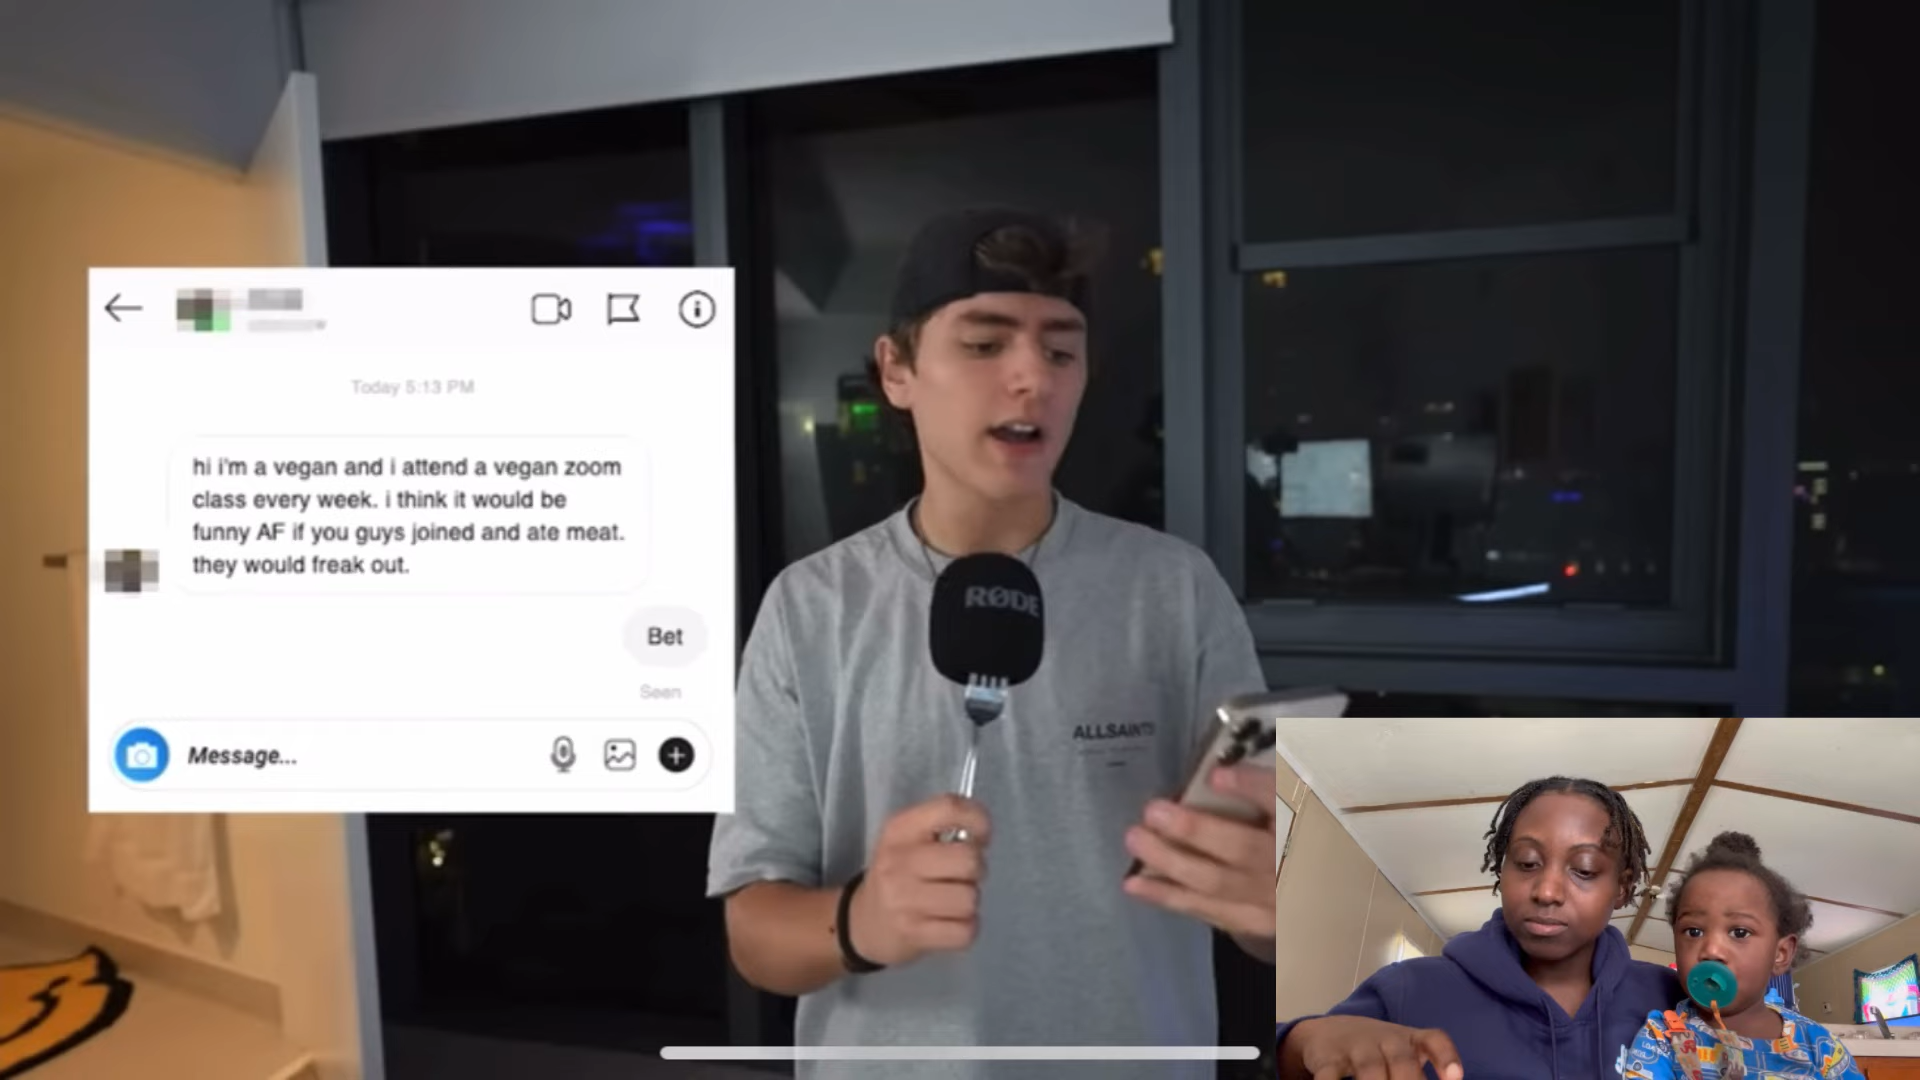 Today 5:13 PM
hi i'm a vegan and i attend a vegan zoom
class every week. i think it would be
funny AF if you guys joined and ate meat.
they would freak out.
Bet
Seen
Message...
RØDE
ALLSAINTS